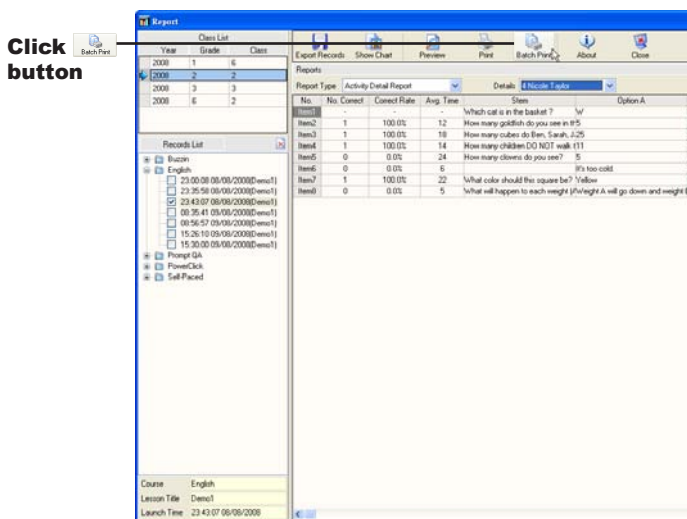 Click Batch Print
button
Report
Class List
Year Grade Class
2008 1 6
2008 2 2
2008 3 3
2008 6 2
Records List
Buzzin
English
23:00:08 08/08/2008(Demo1)
23:35:58 08/08/2008(Demo1)
23:43:07 08/08/2008(Demo1)
08:35:41 09/08/2008(Demo1)
08:56:57 09/08/2008(Demo1)
15:26:10 09/08/2008(Demo1)
15:30:00 09/08/2008(Demo1)
Prompt QA
PowerClick
Self-Paced
Course English
Lesson Title Demo1
Launch Time 23:43:07 08/08/2008
Export Records Show Chart Preview Print Batch Print About Close
Reports
Report Type Activity Detail Report Details 4 Nicole Taylor
No. No. Correct Correct Rate Avg. Time Stem Option A
Item1 - - - Which cat is in the basket ? W
Item2 1 100.0% 12 How many goldfish do you see in th 5
Item3 1 100.0% 18 How many cubes do Ben, Sarah, J 25
Item4 1 100.0% 14 How many children DO NOT walk t 11
Item5 0 0.0% 24 How many clowns do you see? 5
Item6 0 0.0% 6 It's too cold.
Item7 1 100.0% 22 What color should this square be? Yellow
Item8 0 0.0% 5 What will happen to each weight j Weight A will go down and weight